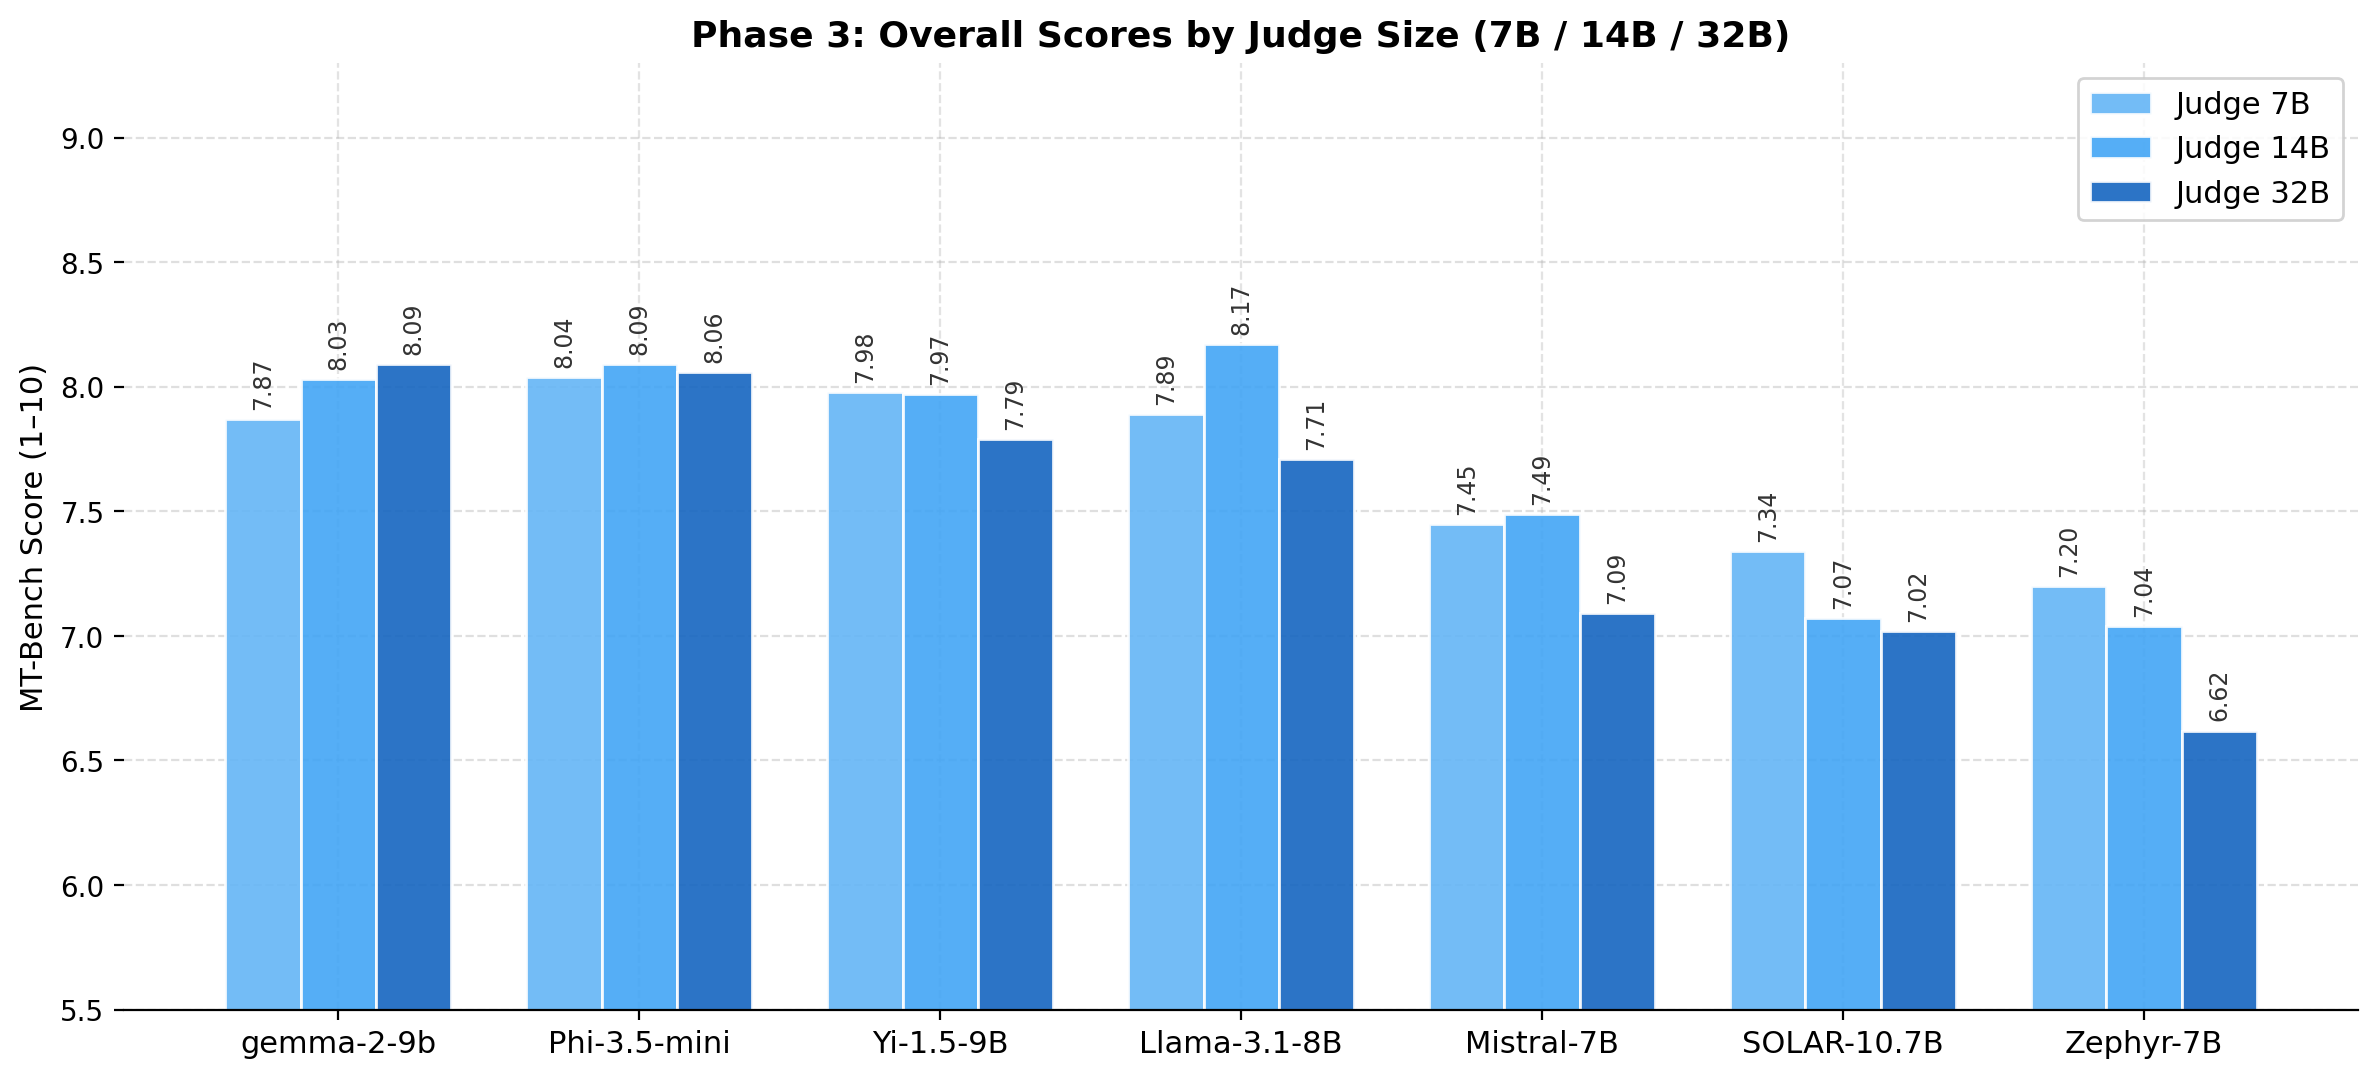 Phase 3: Overall Scores by Judge Size (7B / 14B / 32B)
Judge 7B
Judge 14B
Judge 32B
MT-Bench Score (1–10)
9.0
8.5
8.0
7.5
7.0
6.5
6.0
5.5
7.87
8.03
8.09
8.04
8.09
8.06
7.98
7.97
7.79
7.89
8.17
7.71
7.45
7.49
7.09
7.34
7.07
7.02
7.20
7.04
6.62
gemma-2-9b
Phi-3.5-mini
Yi-1.5-9B
Llama-3.1-8B
Mistral-7B
SOLAR-10.7B
Zephyr-7B